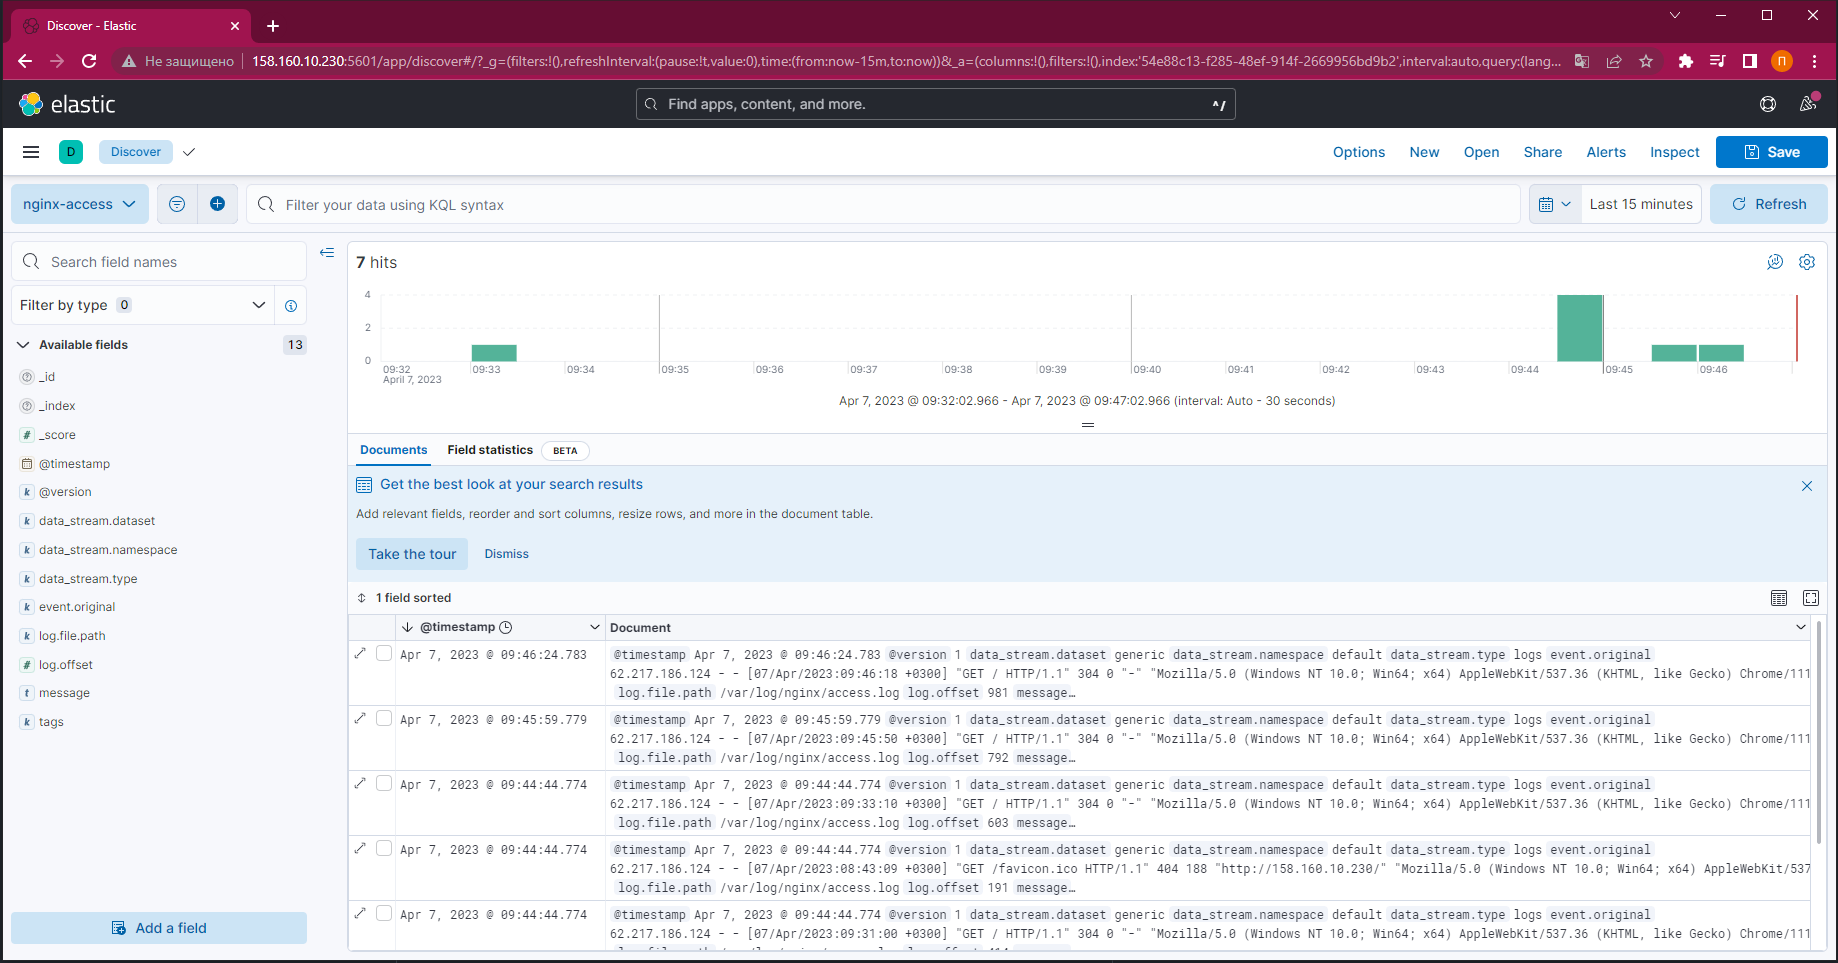 Discover - Elastic
Не защищено 158.160.10.230:5601/app/discover#/?_g=(filters:!(),refreshInterval:(pause:!t,value:0),time:(from:now-15m,to:now))&_a=(columns:!(),filters:!(),index:'54e88c13-f285-48ef-914f-2669956bd9b2',interval:auto,query:(lang... П
elastic Find apps, content, and more. ^/
D Discover Options New Open Share Alerts Inspect Save
nginx-access Filter your data using KQL syntax Last 15 minutes Refresh
Search field names
Filter by type 0
Available fields 13
_id
_index
_score
@timestamp
@version
data_stream.dataset
data_stream.namespace
data_stream.type
event.original
log.file.path
log.offset
message
tags
Add a field
7 hits
4
2
0
09:32 09:33 09:34 09:35 09:36 09:37 09:38 09:39 09:40 09:41 09:42 09:43 09:44 09:45 09:46
April 7, 2023
Apr 7, 2023 @ 09:32:02.966 - Apr 7, 2023 @ 09:47:02.966 (interval: Auto - 30 seconds)
Documents Field statistics BETA
Get the best look at your search results
Add relevant fields, reorder and sort columns, resize rows, and more in the document table.
Take the tour Dismiss
1 field sorted
@timestamp Document
Apr 7, 2023 @ 09:46:24.783 @timestamp Apr 7, 2023 @ 09:46:24.783 @version 1 data_stream.dataset generic data_stream.namespace default data_stream.type logs event.original
62.217.186.124 - - [07/Apr/2023:09:46:18 +0300] "GET / HTTP/1.1" 304 0 "-" "Mozilla/5.0 (Windows NT 10.0; Win64; x64) AppleWebKit/537.36 (KHTML, like Gecko) Chrome/111
log.file.path /var/log/nginx/access.log log.offset 981 message…
Apr 7, 2023 @ 09:45:59.779 @timestamp Apr 7, 2023 @ 09:45:59.779 @version 1 data_stream.dataset generic data_stream.namespace default data_stream.type logs event.original
62.217.186.124 - - [07/Apr/2023:09:45:50 +0300] "GET / HTTP/1.1" 304 0 "-" "Mozilla/5.0 (Windows NT 10.0; Win64; x64) AppleWebKit/537.36 (KHTML, like Gecko) Chrome/111
log.file.path /var/log/nginx/access.log log.offset 792 message…
Apr 7, 2023 @ 09:44:44.774 @timestamp Apr 7, 2023 @ 09:44:44.774 @version 1 data_stream.dataset generic data_stream.namespace default data_stream.type logs event.original
62.217.186.124 - - [07/Apr/2023:09:33:10 +0300] "GET / HTTP/1.1" 304 0 "-" "Mozilla/5.0 (Windows NT 10.0; Win64; x64) AppleWebKit/537.36 (KHTML, like Gecko) Chrome/111
log.file.path /var/log/nginx/access.log log.offset 603 message…
Apr 7, 2023 @ 09:44:44.774 @timestamp Apr 7, 2023 @ 09:44:44.774 @version 1 data_stream.dataset generic data_stream.namespace default data_stream.type logs event.original
62.217.186.124 - - [07/Apr/2023:08:43:09 +0300] "GET /favicon.ico HTTP/1.1" 404 188 "http://158.160.10.230/" "Mozilla/5.0 (Windows NT 10.0; Win64; x64) AppleWebKit/537
log.file.path /var/log/nginx/access.log log.offset 191 message…
Apr 7, 2023 @ 09:44:44.774 @timestamp Apr 7, 2023 @ 09:44:44.774 @version 1 data_stream.dataset generic data_stream.namespace default data_stream.type logs event.original
62.217.186.124 - - [07/Apr/2023:09:31:00 +0300] "GET / HTTP/1.1" 304 0 "-" "Mozilla/5.0 (Windows NT 10.0; Win64; x64) AppleWebKit/537.36 (KHTML, like Gecko) Chrome/111